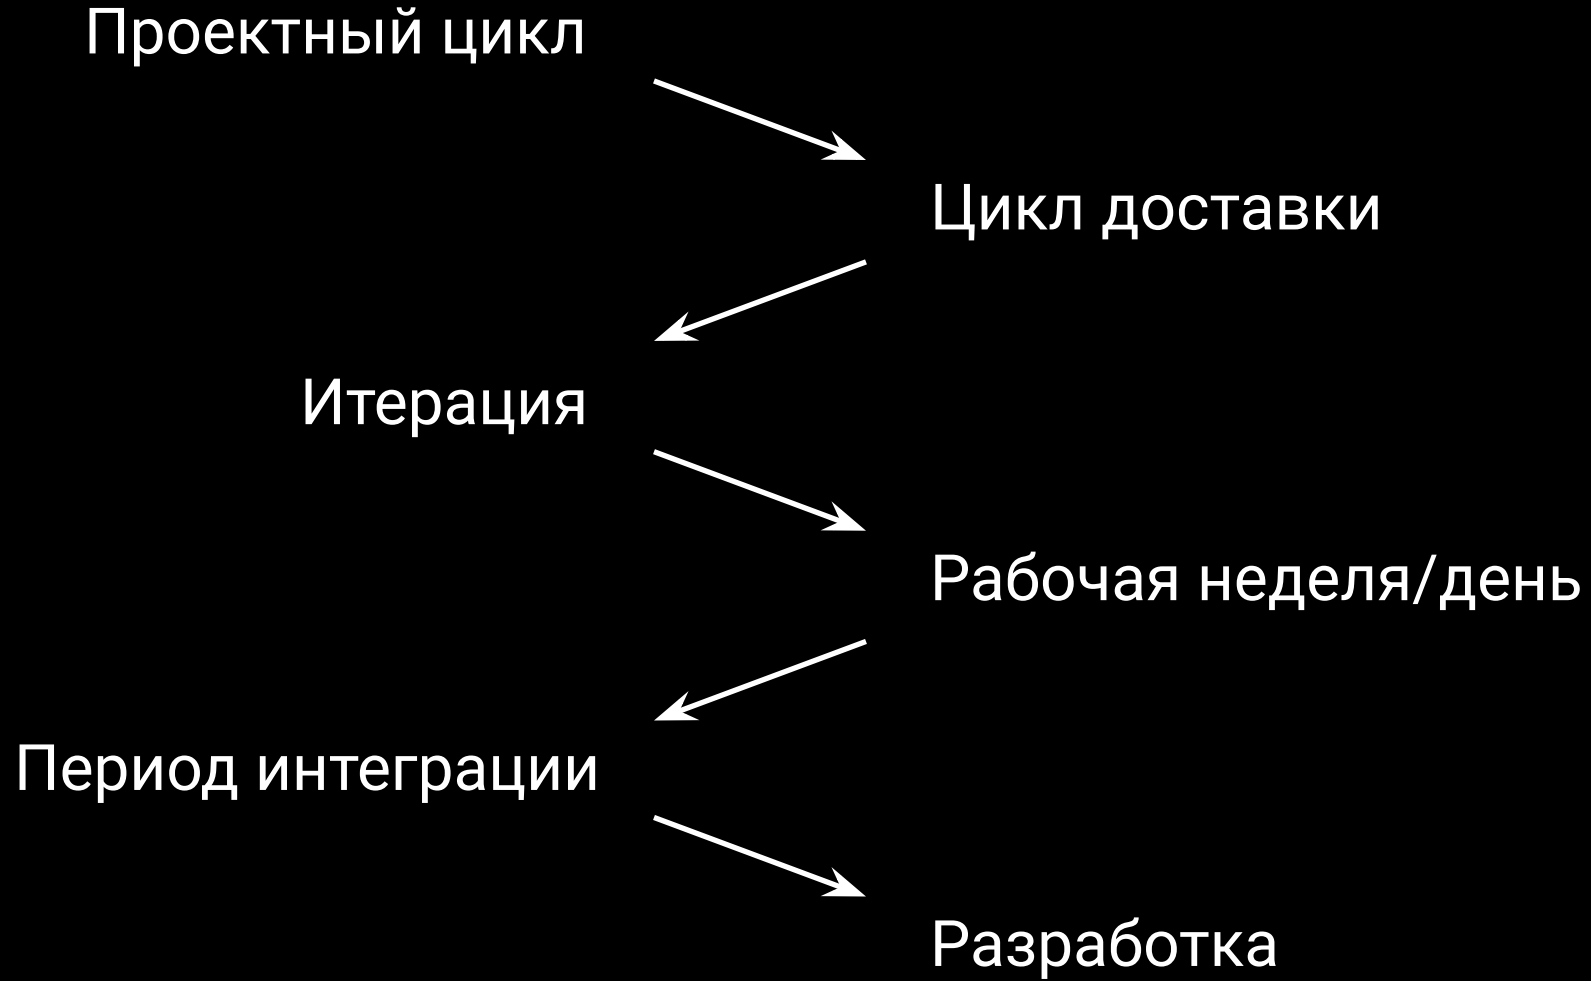 Проектный цикл
Цикл доставки
Итерация
Рабочая неделя/день
Период интеграции
Разработка